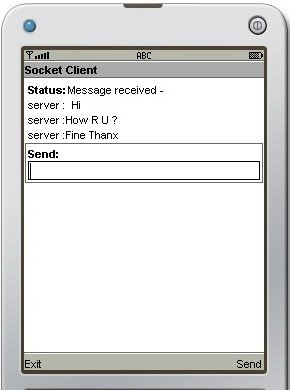 ABC
Socket Client
Status: Message received -
server : Hi
server :How R U ?
server :Fine Thanx
Send:
Exit Send